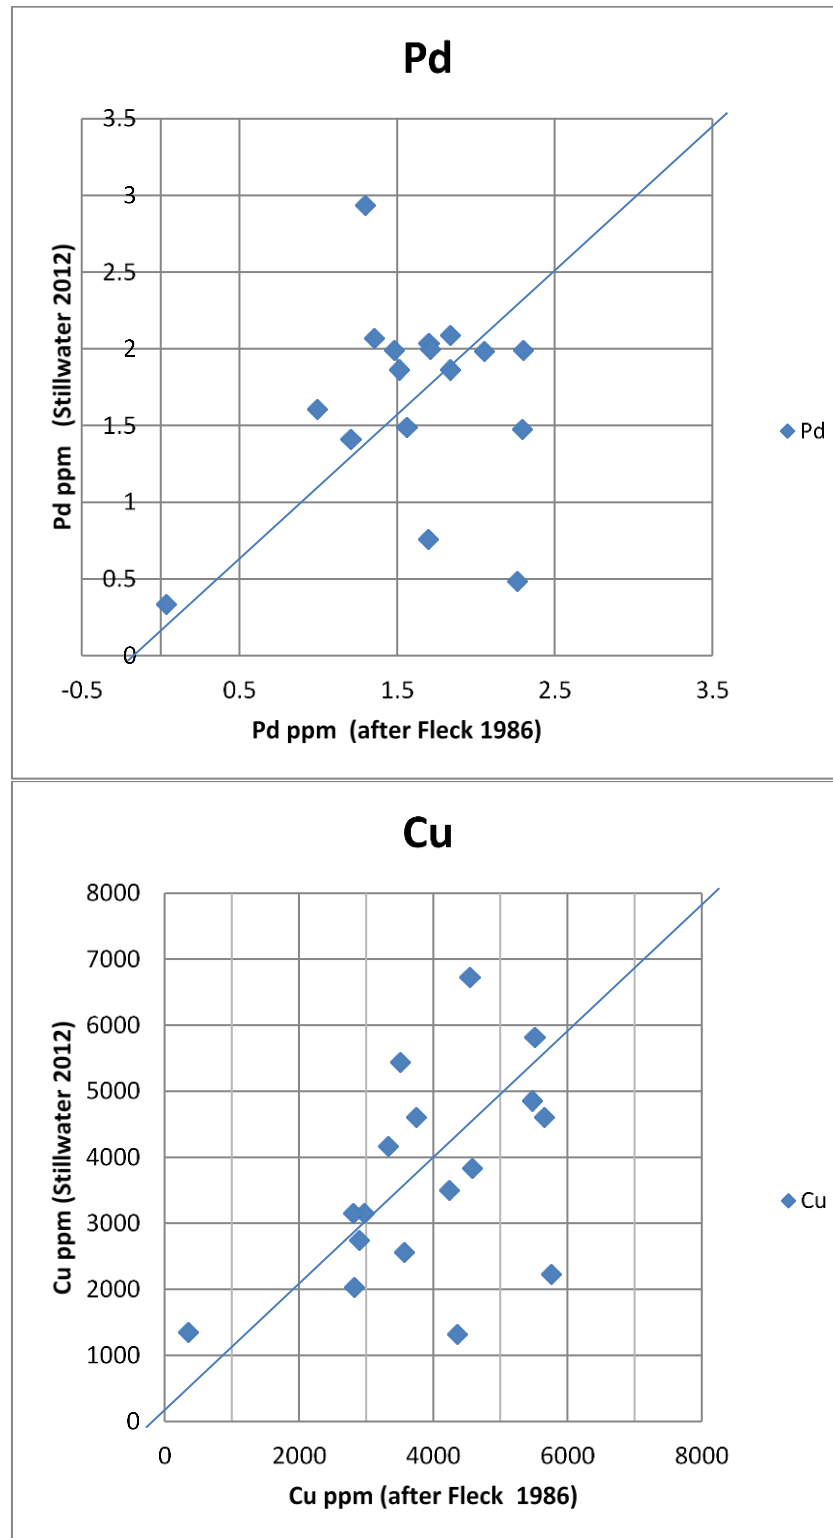 Pd
3.5
3
2.5
2
1.5
1
0.5
0
-0.5 0.5 1.5 2.5 3.5
Pd ppm (Stillwater 2012)
Pd ppm (after Fleck 1986)
Pd
Cu
8000
7000
6000
5000
4000
3000
2000
1000
0
0 2000 4000 6000 8000
Cu ppm (Stillwater 2012)
Cu ppm (after Fleck 1986)
Cu